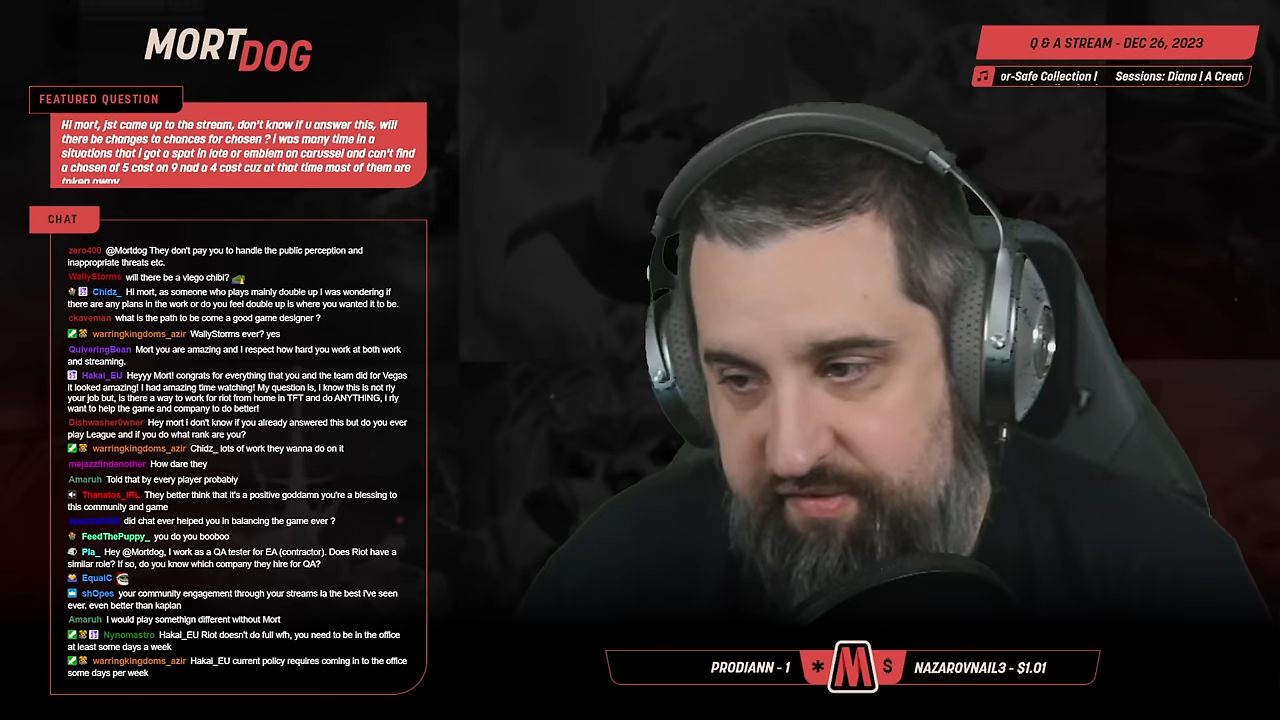 MORTDOG
Q & A STREAM - DEC 26, 2023
or-Safe Collection | Sessions: Diana | A Creat
FEATURED QUESTION
Hi mort, jst came up to the stream, don't know if u answer this, will
there be changes to chances for chosen ? i was many time in a
situations that i got a spat in late or emblem on carussel and can't find
a chosen of 5 cost on 9 nad a 4 cost cuz at that time most of them are
taken away
CHAT
zero400 @Mortdog They don't pay you to handle the public perception and
inappropriate threats etc.
WallyStorms will there be a viego chibi?
Chidz_ Hi mort, as someone who plays mainly double up I was wondering if
there are any plans in the work or do you feel double up is where you wanted it to be.
ckaveman what is the path to be come a good game designer ?
warringkingdoms_azir WallyStorms ever? yes
QuiveringBean Mort you are amazing and I respect how hard you work at both work
and streaming.
Hakai_EU Heyyy Mort! congrats for everything that you and the team did for Vegas
it looked amazing! I had amazing time watching! My question is, I know this is not rly
your job but, is there a way to work for riot from home in TFT and do ANYTHING, i rly
want to help the game and company to do better!
Dishwasher0wner Hey mort i don't know if you already answered this but do you ever
play League and if you do what rank are you?
warringkingdoms_azir Chidz_ lots of work they wanna do on it
mejazzfindanother How dare they
Amaruh Told that by every player probably
Thanatos_IRL They better think that it's a positive goddamn you're a blessing to
this community and game
did chat ever helped you in balancing the game ever ?
FeedThePuppy_ you do you booboo
Pla_ Hey @Mortdog, I work as a QA tester for EA (contractor). Does Riot have a
similar role? If so, do you know which company they hire for QA?
EqualC
shOpes your community engagement through your streams ia the best i've seen
ever. even better than kaplan
Amaruh I would play somethign different without Mort
Nynomastro Hakai_EU Riot doesn't do full wfh, you need to be in the office
at least some days a week
warringkingdoms_azir Hakai_EU current policy requires coming in to the office
some days per week
PRODIANN - 1 * M $ NAZAROVNAIL3 - $1.01